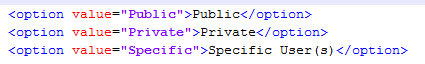 <option value="Public">Public</option>
<option value="Private">Private</option>
<option value="Specific">Specific User(s)</option>